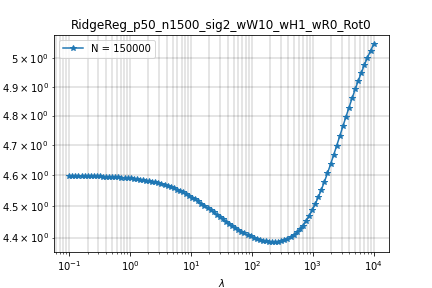 RidgeReg_p50_n1500_sig2_wW10_wH1_wR0_Rot0
N = 150000
5 × 10⁰
4.9 × 10⁰
4.8 × 10⁰
4.7 × 10⁰
4.6 × 10⁰
4.5 × 10⁰
4.4 × 10⁰
10⁻¹ 10⁰ 10¹ 10² 10³ 10⁴
λ